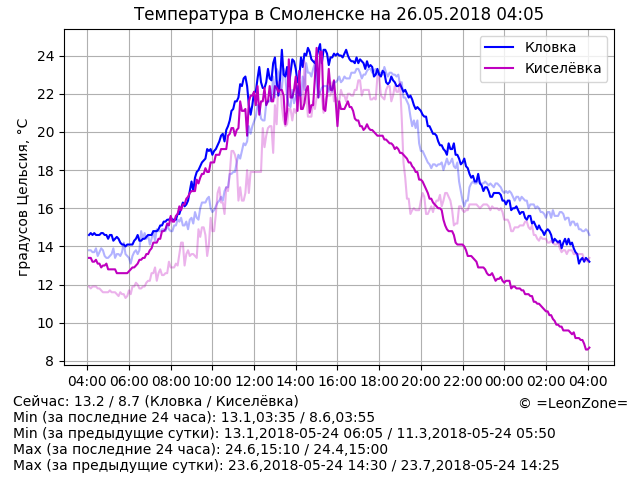 Температура в Смоленске на 26.05.2018 04:05
Кловка
Киселёвка
градусов Цельсия, °C
24
22
20
18
16
14
12
10
8
04:00 06:00 08:00 10:00 12:00 14:00 16:00 18:00 20:00 22:00 00:00 02:00 04:00
Сейчас: 13.2 / 8.7 (Кловка / Киселёвка)
© =LeonZone=
Min (за последние 24 часа): 13.1,03:35 / 8.6,03:55
Min (за предыдущие сутки): 13.1,2018-05-24 06:05 / 11.3,2018-05-24 05:50
Max (за последние 24 часа): 24.6,15:10 / 24.4,15:00
Max (за предыдущие сутки): 23.6,2018-05-24 14:30 / 23.7,2018-05-24 14:25